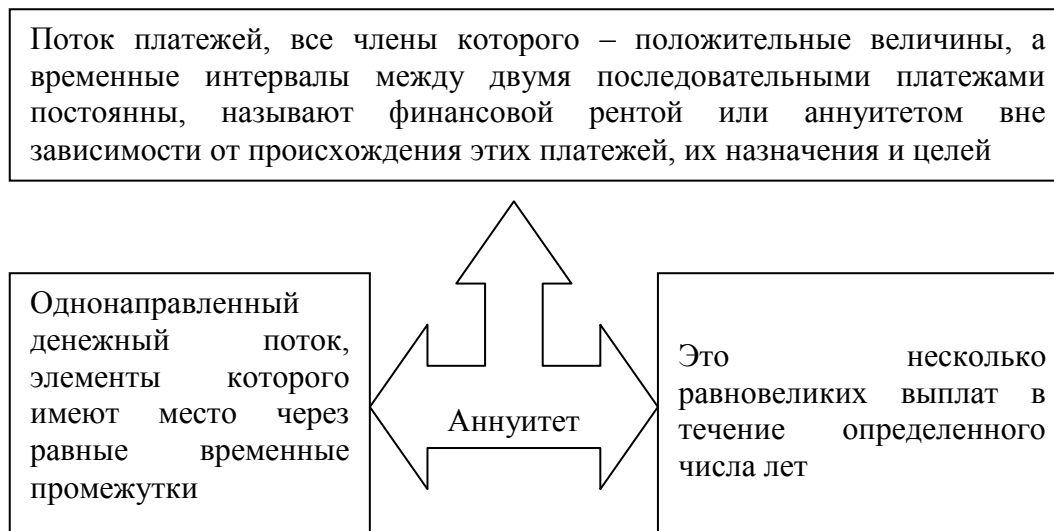 Поток платежей, все члены которого – положительные величины, а
временные интервалы между двумя последовательными платежами
постоянны, называют финансовой рентой или аннуитетом вне
зависимости от происхождения этих платежей, их назначения и целей
Однонаправленный
денежный поток,
элементы которого
имеют место через
равные временные
промежутки
Аннуитет
Это несколько
равновеликих выплат в
течение определенного
числа лет